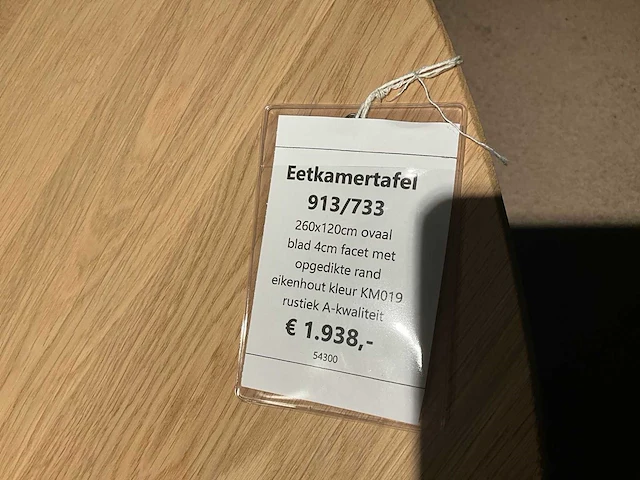 Eetkamertafel
913/733
260x120cm ovaal
blad 4cm facet met
opgedikte rand
eikenhout kleur KM019
rustiek A-kwaliteit
€ 1.938,-
54300